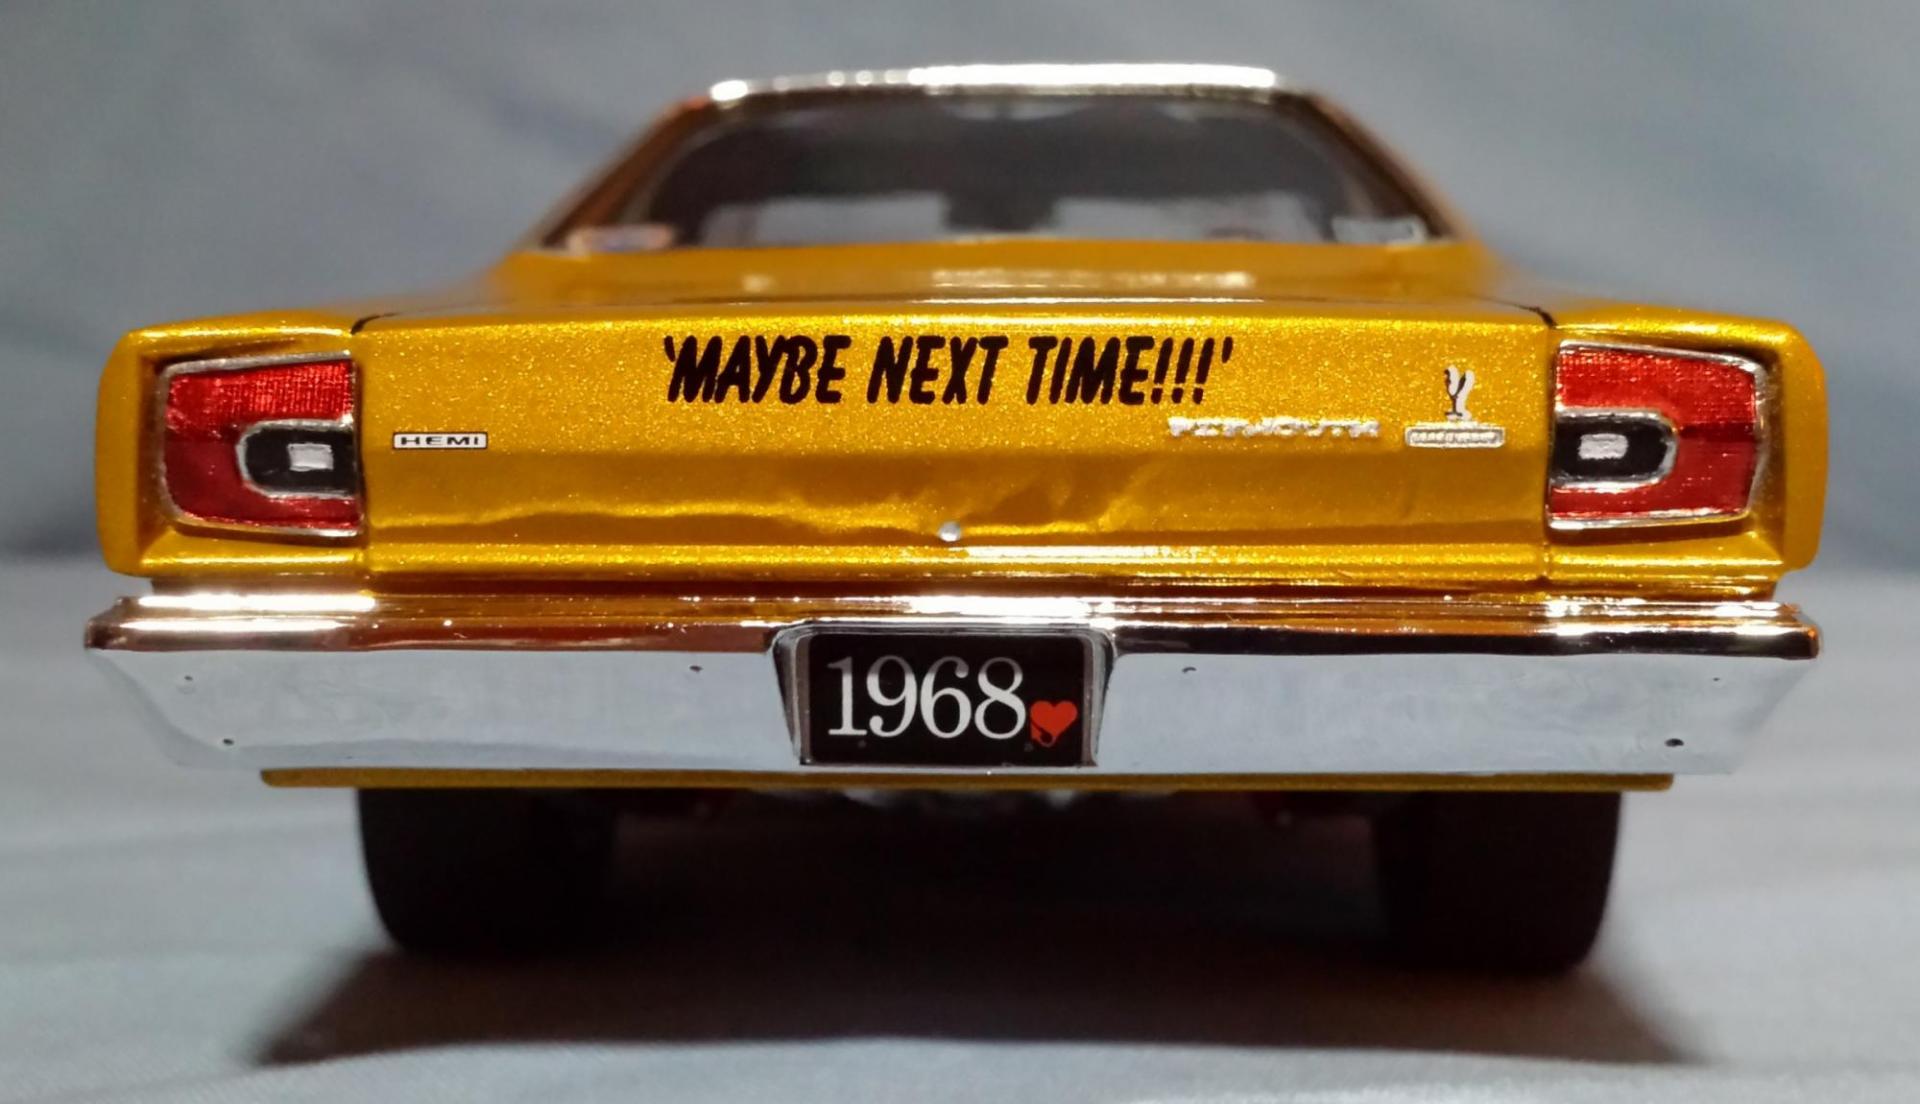 'MAYBE NEXT TIME!!!'
PLYMOUTH
HEMI
1968